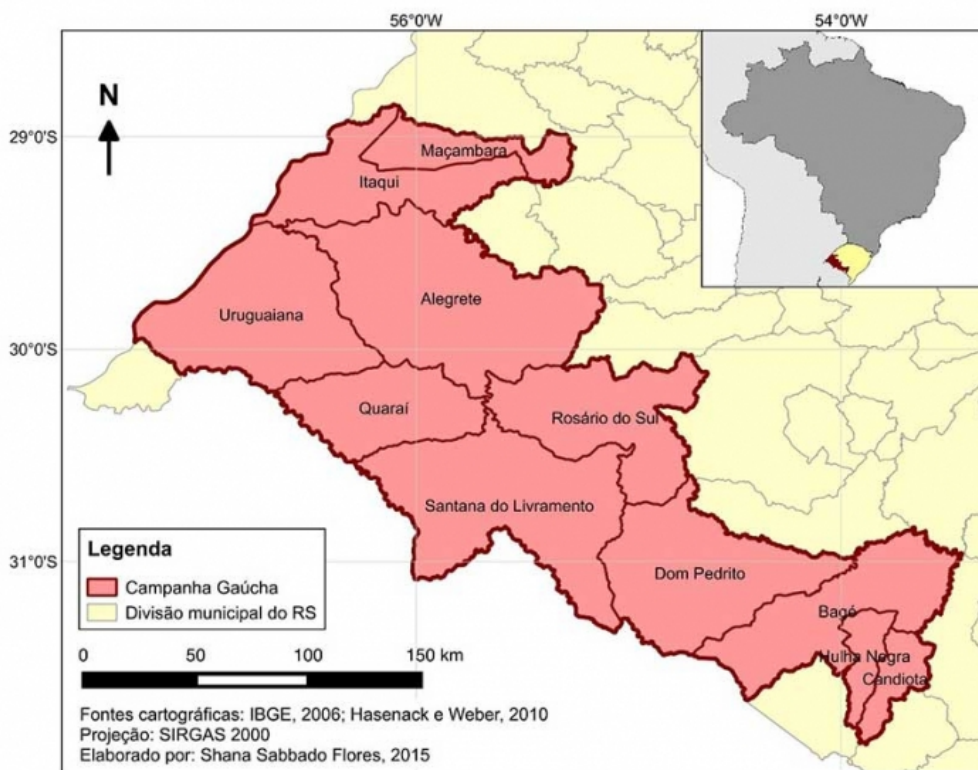 56°0'W
54°0'W
N
29°0'S
Maçambara
Itaqui
Alegrete
Uruguaiana
30°0'S
Quaraí
Rosário do Sul
Santana do Livramento
Legenda
31°0'S
Campanha Gaúcha
Dom Pedrito
Divisão municipal do RS
Bagé
Hulha Negra
Candiota
0 50 100 150 km
Fontes cartográficas: IBGE, 2006; Hasenack e Weber, 2010
Projeção: SIRGAS 2000
Elaborado por: Shana Sabbado Flores, 2015